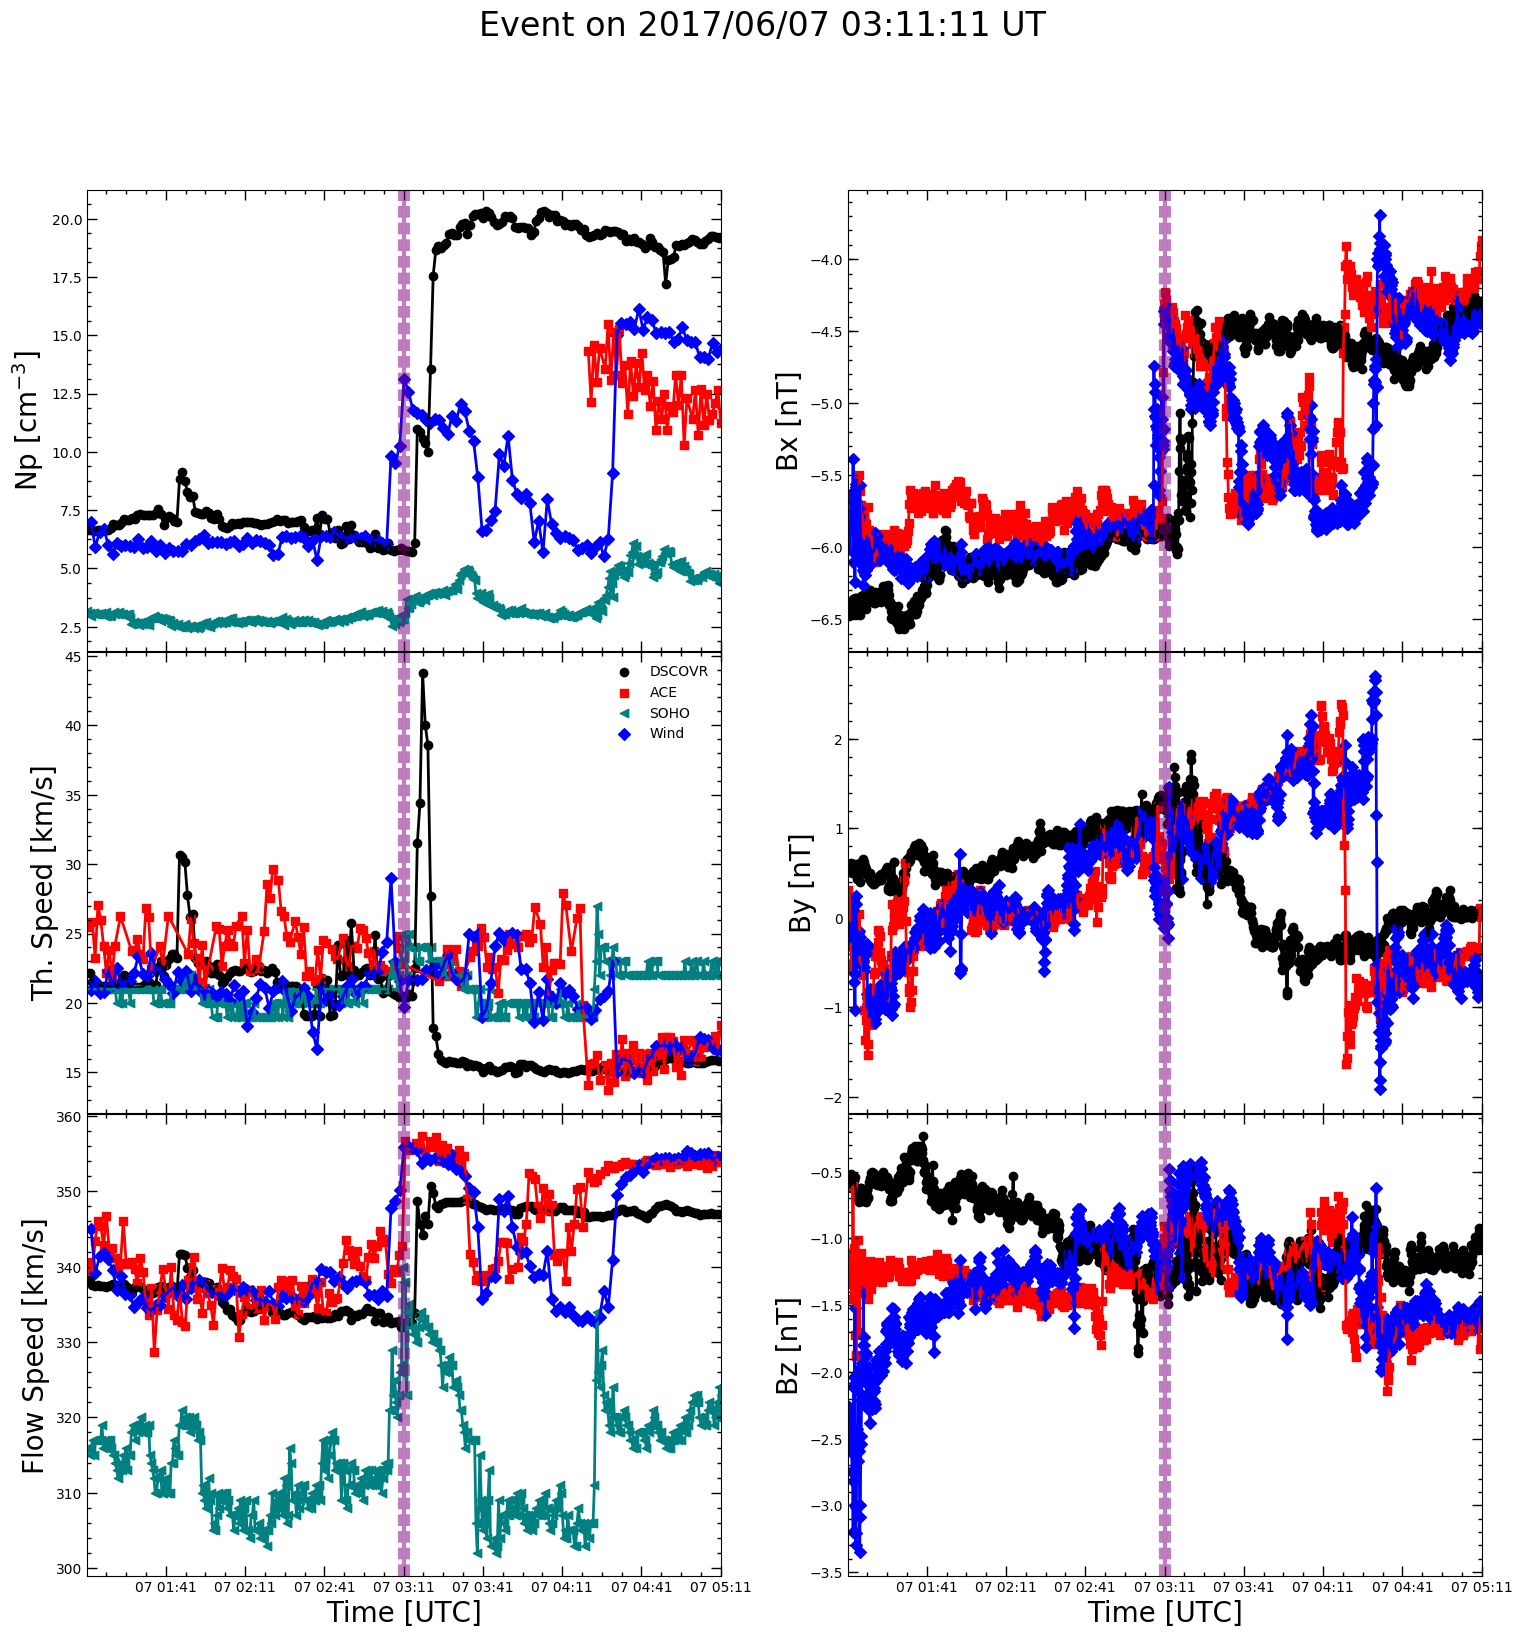 Event on 2017/06/07 03:11:11 UT
Np [cm⁻³]
20.0
17.5
15.0
12.5
10.0
7.5
5.0
2.5
Th. Speed [km/s]
45
40
35
30
25
20
15
DSCOVR
ACE
SOHO
Wind
Flow Speed [km/s]
360
350
340
330
320
310
300
07 01:41 07 02:11 07 02:41 07 03:11 07 03:41 07 04:11 07 04:41 07 05:11
Time [UTC]
Bx [nT]
−4.0
−4.5
−5.0
−5.5
−6.0
−6.5
By [nT]
2
1
0
−1
−2
Bz [nT]
−0.5
−1.0
−1.5
−2.0
−2.5
−3.0
−3.5
07 01:41 07 02:11 07 02:41 07 03:11 07 03:41 07 04:11 07 04:41 07 05:11
Time [UTC]